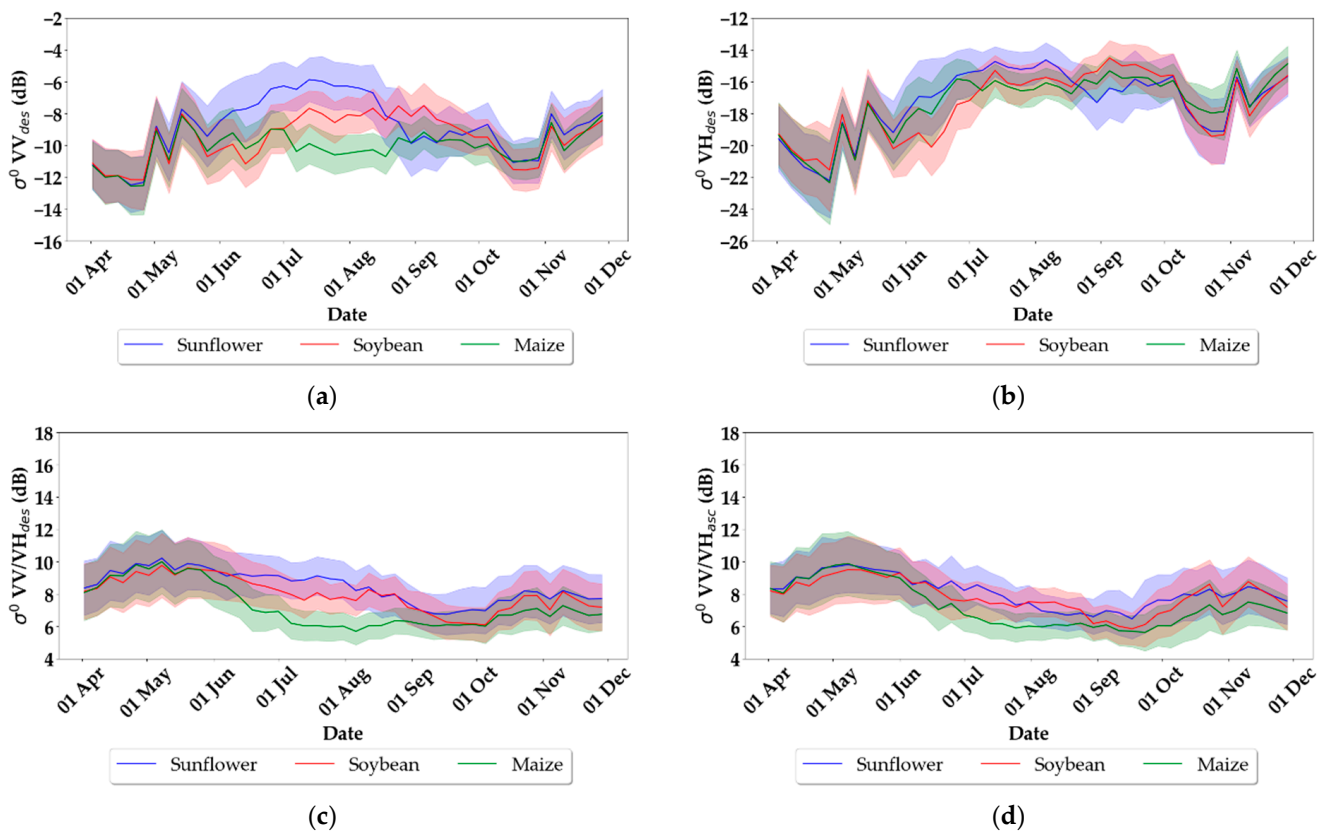 −2
−4
−6
−8
−10
−12
−14
−16
σ⁰ VV_des (dB)
01 Apr 01 May 01 Jun 01 Jul 01 Aug 01 Sep 01 Oct 01 Nov 01 Dec
Date
Sunflower Soybean Maize
(a)
−12
−14
−16
−18
−20
−22
−24
−26
σ⁰ VH_des (dB)
01 Apr 01 May 01 Jun 01 Jul 01 Aug 01 Sep 01 Oct 01 Nov 01 Dec
Date
Sunflower Soybean Maize
(b)
18
16
14
12
10
8
6
4
σ⁰ VV/VH_des (dB)
01 Apr 01 May 01 Jun 01 Jul 01 Aug 01 Sep 01 Oct 01 Nov 01 Dec
Date
Sunflower Soybean Maize
(c)
18
16
14
12
10
8
6
4
σ⁰ VV/VH_asc (dB)
01 Apr 01 May 01 Jun 01 Jul 01 Aug 01 Sep 01 Oct 01 Nov 01 Dec
Date
Sunflower Soybean Maize
(d)